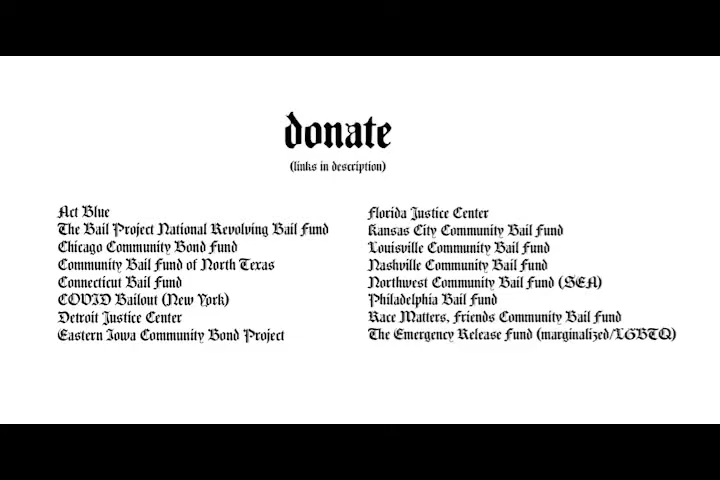 donate
(links in description)
Act Blue
The Bail Project National Revolving Bail Fund
Chicago Community Bond Fund
Community Bail Fund of North Texas
Connecticut Bail Fund
COVID Bailout (New York)
Detroit Justice Center
Eastern Iowa Community Bond Project
Florida Justice Center
Kansas City Community Bail Fund
Louisville Community Bail Fund
Nashville Community Bail Fund
Northwest Community Bail Fund (SEA)
Philadelphia Bail Fund
Race Matters, Friends Community Bail Fund
The Emergency Release Fund (marginalized/LGBTQ)